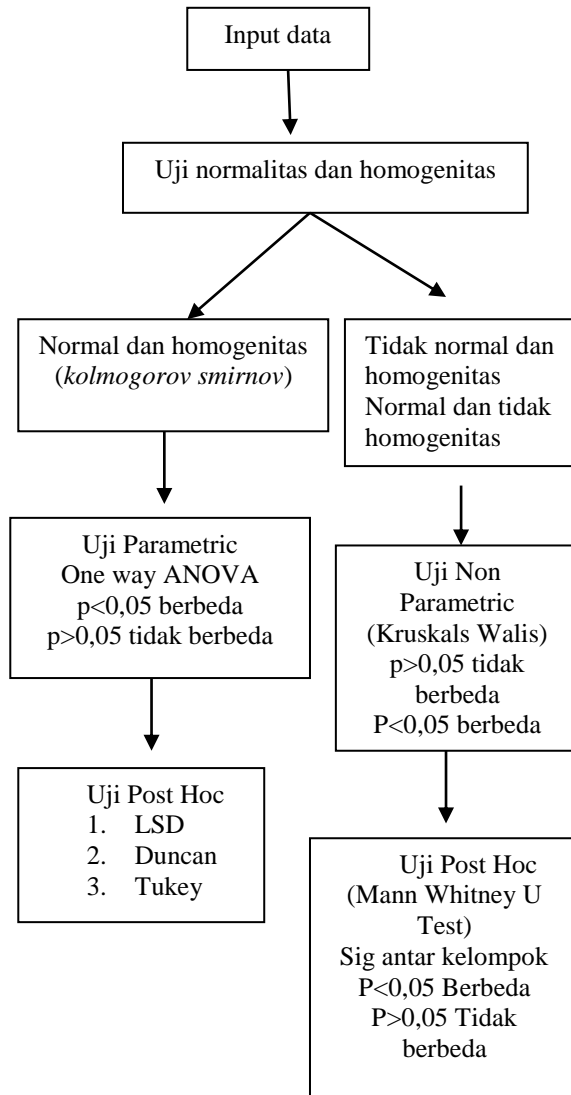 Input data
Uji normalitas dan homogenitas
Normal dan homogenitas
(kolmogorov smirnov)
Tidak normal dan
homogenitas
Normal dan tidak
homogenitas
Uji Parametric
One way ANOVA
p<0,05 berbeda
p>0,05 tidak berbeda
Uji Non
Parametric
(Kruskals Walis)
p>0,05 tidak
berbeda
P<0,05 berbeda
Uji Post Hoc
1. LSD
2. Duncan
3. Tukey
Uji Post Hoc
(Mann Whitney U
Test)
Sig antar kelompok
P<0,05 Berbeda
P>0,05 Tidak
berbeda